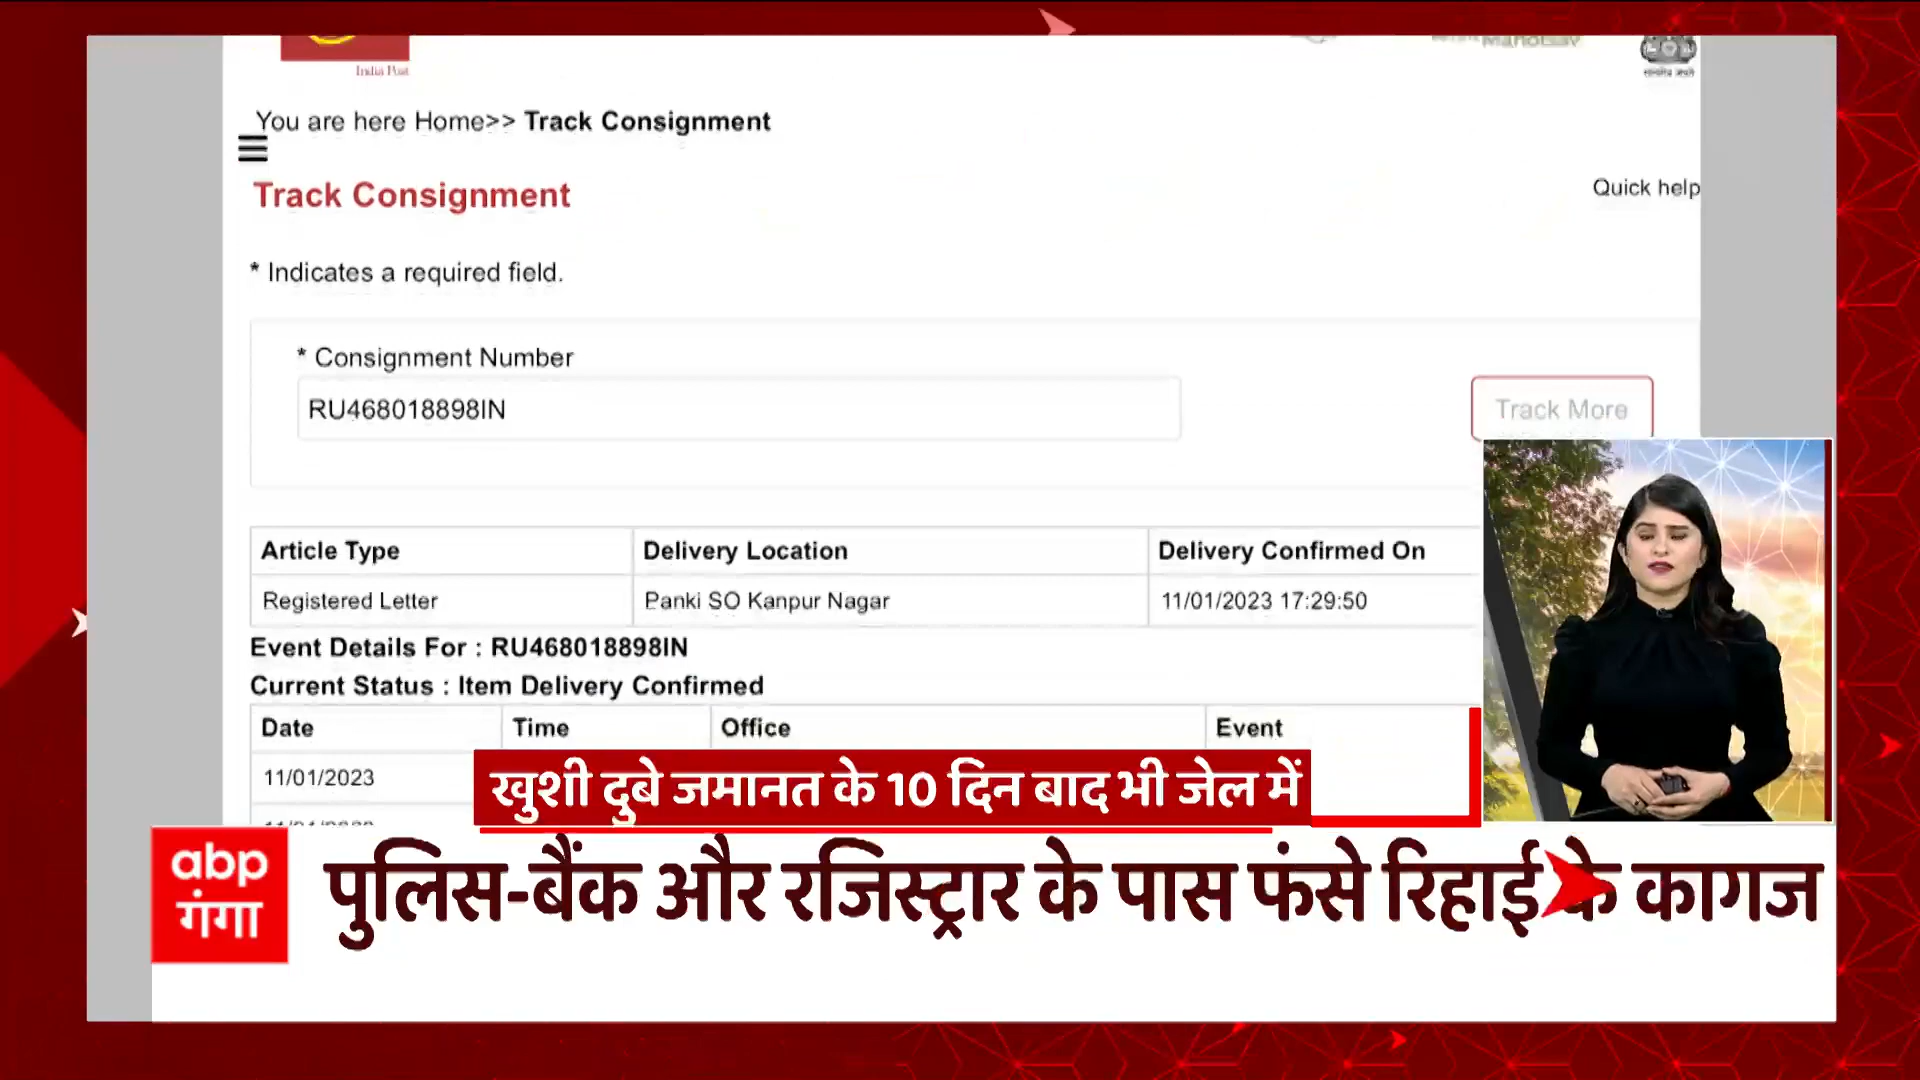 India Post
You are here Home>> Track Consignment
Track Consignment
Quick help
* Indicates a required field.
* Consignment Number
RU468018898IN
Track More
Article Type
Delivery Location
Delivery Confirmed On
Registered Letter
Panki SO Kanpur Nagar
11/01/2023 17:29:50
Event Details For : RU468018898IN
Current Status : Item Delivery Confirmed
Date
Time
Office
Event
11/01/2023
खुशी दुबे जमानत के 10 दिन बाद भी जेल में
abp
गंगा
पुलिस-बैंक और रजिस्ट्रार के पास फंसे रिहाई के कागज